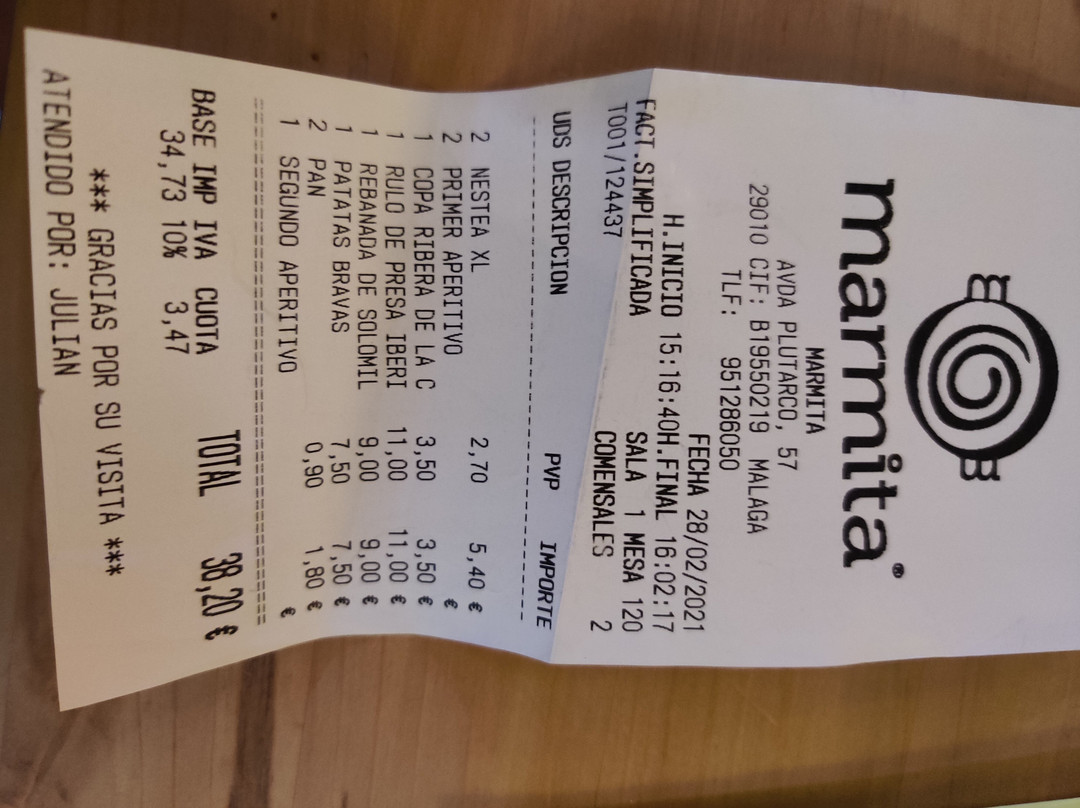 marmita®
MARMITA
AVDA PLUTARCO, 57
29010 CIF: B19550219 MALAGA
TLF: 951286050
FECHA 28/02/2021
H.INICIO 15:16:40H.FINAL 16:02:17
FACT.SIMPLIFICADA SALA 1 MESA 120
T001/124437 COMENSALES 2
UDS DESCRIPCION PVP IMPORTE
2 NESTEA XL 2,70 5,40 €
2 PRIMER APERITIVO €
1 COPA RIBERA DE LA C 3,50 3,50 €
1 RULO DE PRESA IBERI 11,00 11,00 €
1 REBANADA DE SOLOMIL 9,00 9,00 €
1 PATATAS BRAVAS 7,50 7,50 €
2 PAN 0,90 1,80 €
1 SEGUNDO APERITIVO €
TOTAL 38,20 €
BASE IMP IVA CUOTA
34,73 10% 3,47
*** GRACIAS POR SU VISITA ***
ATENDIDO POR: JULIAN